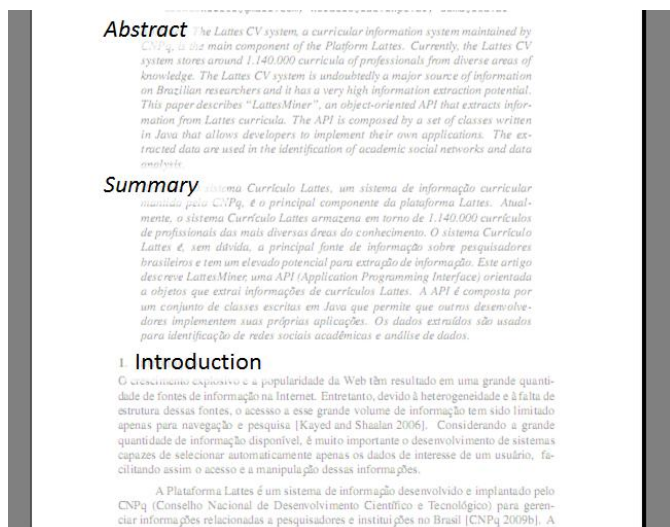 Abstract The Lattes CV system, a curricular information system maintained by
CNPq, is the main component of the Platform Lattes. Currently, the Lattes CV
system stores around 1.140.000 curricula of professionals from diverse areas of
knowledge. The Lattes CV system is undoubtedly a major source of information
on Brazilian researchers and it has a very high information extraction potential.
This paper describes "LattesMiner", an object-oriented API that extracts infor-
mation from Lattes curricula. The API is composed by a set of classes written
in Java that allows developers to implement their own applications. The ex-
tracted data are used in the identification of academic social networks and data
analysis.
Summary sistema Currículo Lattes, um sistema de informação curricular
mantido pelo CNPq, é o principal componente da plataforma Lattes. Atual-
mente, o sistema Currículo Lattes armazena em torno de 1.140.000 currículos
de profissionais das mais diversas áreas do conhecimento. O sistema Currículo
Lattes é, sem dúvida, a principal fonte de informação sobre pesquisadores
brasileiros e tem um elevado potencial para extração de informação. Este artigo
descreve LattesMiner, uma API (Application Programming Interface) orientada
a objetos que extrai informações de currículos Lattes. A API é composta por
um conjunto de classes escritas em Java que permite que outros desenvolve-
dores implementem suas próprias aplicações. Os dados extraídos são usados
para identificação de redes sociais acadêmicas e análise de dados.
1. Introduction
O crescimento explosivo e a popularidade da Web têm resultado em uma grande quanti-
dade de fontes de informação na Internet. Entretanto, devido à heterogeneidade e à falta de
estrutura dessas fontes, o acessso a esse grande volume de informação tem sido limitado
apenas para navegação e pesquisa [Kayed and Shaalan 2006]. Considerando a grande
quantidade de informação disponível, é muito importante o desenvolvimento de sistemas
capazes de selecionar automaticamente apenas os dados de interesse de um usuário, fa-
cilitando assim o acesso e a manipulação dessas informações.
A Plataforma Lattes é um sistema de informação desenvolvido e implantado pelo
CNPq (Conselho Nacional de Desenvolvimento Científico e Tecnológico) para geren-
ciar informações relacionadas a pesquisadores e instituições no Brasil [CNPq 2009b]. A